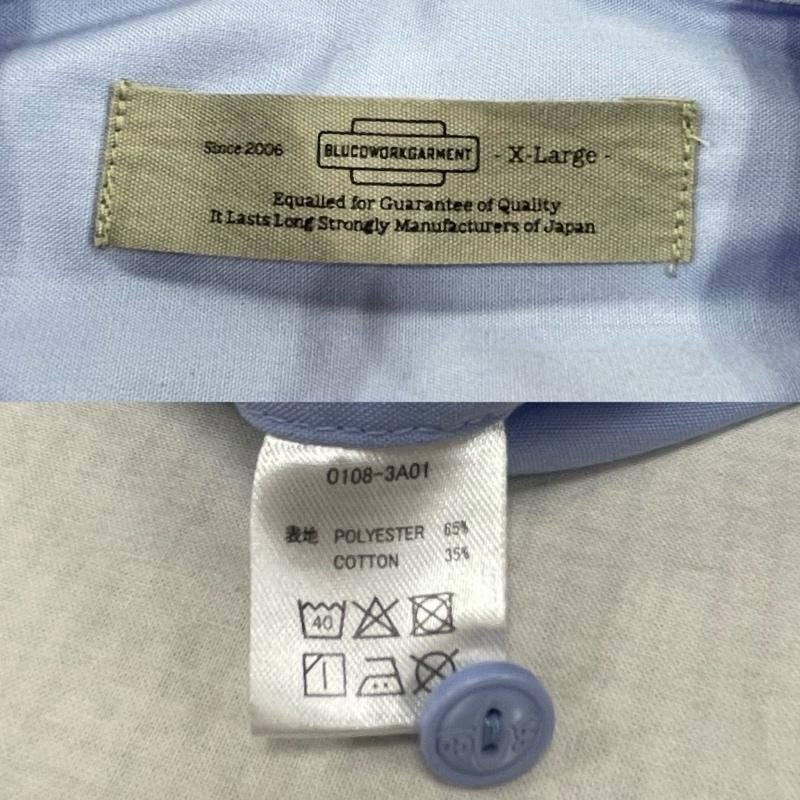 Since 2006 BLUCOWORKGARMENT - X-Large -
Equalled for Guarantee of Quality
It Lasts Long Strongly Manufacturers of Japan
0108-3A01
表地 POLYESTER 65%
COTTON 35%
40